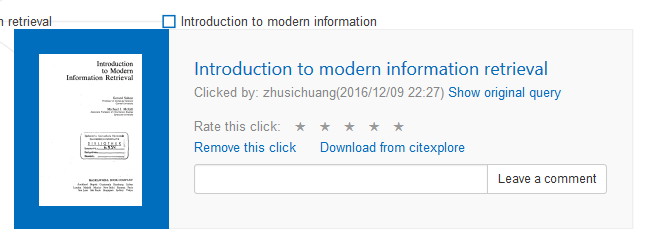 n retrieval
Introduction to modern information
Introduction
to Modern
Information Retrieval
Introduction to modern information retrieval
Clicked by: zhusichuang(2016/12/09 22:27) Show original query
Rate this click: ★ ★ ★ ★ ★
Remove this click Download from citexplore
Leave a comment